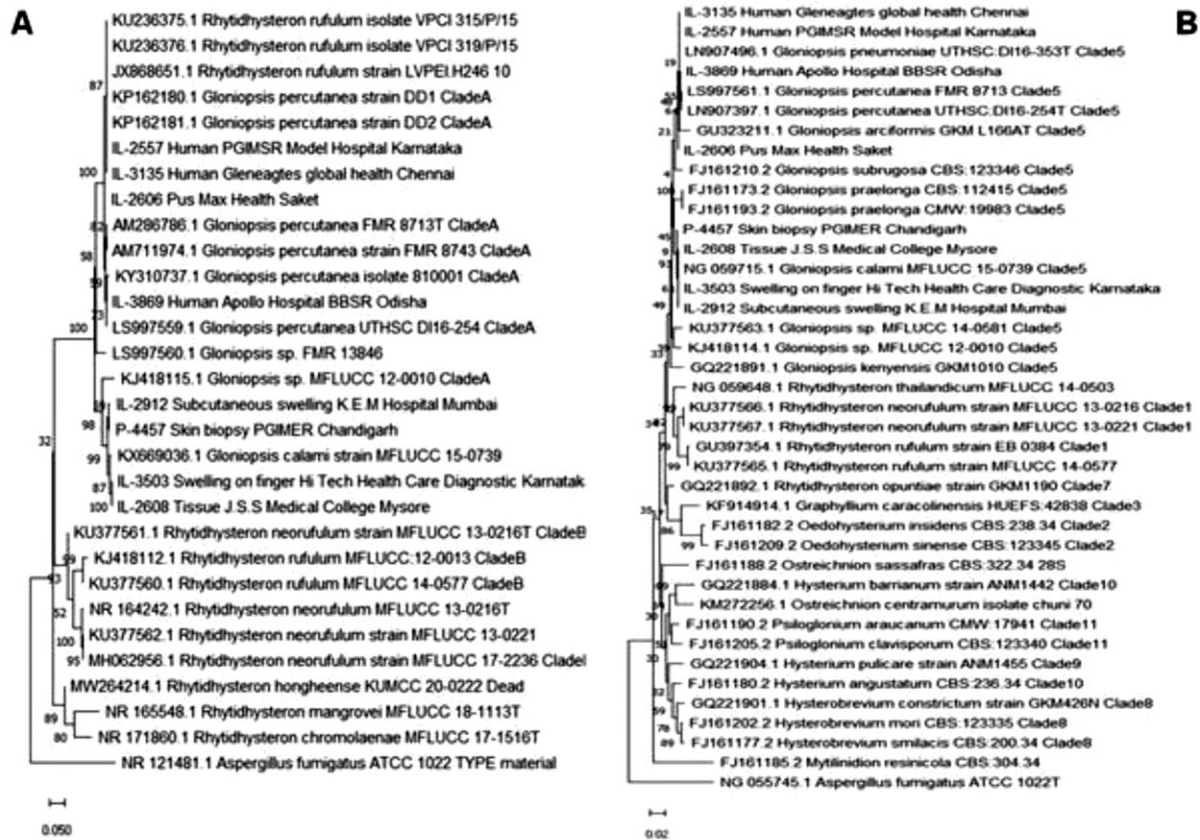 A
KU236375.1 Rhytidhysteron rufulum isolate VPCI 315/P/15
KU236376.1 Rhytidhysteron rufulum isolate VPCI 319/P/15
JX868651.1 Rhytidhysteron rufulum strain LVPEI.H246 10
87
KP162180.1 Gloniopsis percutanea strain DD1 CladeA
KP162181.1 Gloniopsis percutanea strain DD2 CladeA
IL-2557 Human PGIMSR Model Hospital Karnataka
100
IL-3135 Human Gleneagtes global health Chennai
IL-2606 Pus Max Health Saket
AM286786.1 Gloniopsis percutanea FMR 8713T CladeA
AM711974.1 Gloniopsis percutanea strain FMR 8743 CladeA
KY310737.1 Gloniopsis percutanea isolate 810001 CladeA
IL-3869 Human Apollo Hospital BBSR Odisha
LS997559.1 Gloniopsis percutanea UTHSC DI16-254 CladeA
100
LS997560.1 Gloniopsis sp. FMR 13846
KJ418115.1 Gloniopsis sp. MFLUCC 12-0010 CladeA
IL-2912 Subcutaneous swelling K.E.M Hospital Mumbai
98
P-4457 Skin biopsy PGIMER Chandigarh
32
KX669036.1 Gloniopsis calami strain MFLUCC 15-0739
99
IL-3503 Swelling on finger Hi Tech Health Care Diagnostic Karnatak
87
IL-2608 Tissue J.S.S Medical College Mysore
100
KU377561.1 Rhytidhysteron neorufulum strain MFLUCC 13-0216T CladeB
KJ418112.1 Rhytidhysteron rufulum MFLUCC:12-0013 CladeB
KU377560.1 Rhytidhysteron rufulum MFLUCC 14-0577 CladeB
NR 164242.1 Rhytidhysteron neorufulum MFLUCC 13-0216T
52
KU377562.1 Rhytidhysteron neorufulum strain MFLUCC 13-0221
100
MH062956.1 Rhytidhysteron neorufulum strain MFLUCC 17-2236 Cladel
95
MW264214.1 Rhytidhysteron hongheense KUMCC 20-0222 Dead
NR 165548.1 Rhytidhysteron mangrovei MFLUCC 18-1113T
89
NR 171860.1 Rhytidhysteron chromolaenae MFLUCC 17-1516T
80
NR 121481.1 Aspergillus fumigatus ATCC 1022 TYPE material
0.050
B
IL-3135 Human Gleneagtes global health Chennai
IL-2557 Human PGIMSR Model Hospital Karnataka
LN907496.1 Gloniopsis pneumoniae UTHSC:DI16-353T Clade5
19
IL-3869 Human Apollo Hospital BBSR Odisha
LS997561.1 Gloniopsis percutanea FMR 8713 Clade5
LN907397.1 Gloniopsis percutanea UTHSC:DI16-254T Clade5
21
GU323211.1 Gloniopsis arciformis GKM L166AT Clade5
IL-2606 Pus Max Health Saket
FJ161210.2 Gloniopsis subrugosa CBS:123346 Clade5
FJ161173.2 Gloniopsis praelonga CBS:112415 Clade5
FJ161193.2 Gloniopsis praelonga CMW:19983 Clade5
P-4457 Skin biopsy PGIMER Chandigarh
IL-2608 Tissue J.S.S Medical College Mysore
NG 059715.1 Gloniopsis calami MFLUCC 15-0739 Clade5
IL-3503 Swelling on finger Hi Tech Health Care Diagnostic Karnataka
IL-2912 Subcutaneous swelling K.E.M Hospital Mumbai
KU377563.1 Gloniopsis sp. MFLUCC 14-0581 Clade5
KJ418114.1 Gloniopsis sp. MFLUCC 12-0010 Clade5
GQ221891.1 Gloniopsis kenyensis GKM1010 Clade5
NG 059648.1 Rhytidhysteron thailandicum MFLUCC 14-0503
KU377566.1 Rhytidhysteron neorufulum strain MFLUCC 13-0216 Clade1
KU377567.1 Rhytidhysteron neorufulum strain MFLUCC 13-0221 Clade1
GU397354.1 Rhytidhysteron rufulum strain EB 0384 Clade1
99
KU377565.1 Rhytidhysteron rufulum strain MFLUCC 14-0577
GQ221892.1 Rhytidhysteron opuntiae strain GKM1190 Clade7
KF914914.1 Graphyllium caracolinensis HUEFS:42838 Clade3
35
FJ161182.2 Oedohysterium insidens CBS:238.34 Clade2
86
FJ161209.2 Oedohysterium sinense CBS:123345 Clade2
99
FJ161188.2 Ostreichnion sassafras CBS:322.34 28S
GQ221884.1 Hysterium barrianum strain ANM1442 Clade10
KM272256.1 Ostreichnion centramurum isolate chuni 70
FJ161190.2 Psiloglonium araucanum CMW:17941 Clade11
FJ161205.2 Psiloglonium clavisporum CBS:123340 Clade11
GQ221904.1 Hysterium pulicare strain ANM1455 Clade9
FJ161180.2 Hysterium angustatum CBS:236.34 Clade10
GQ221901.1 Hysterobrevium constrictum strain GKM426N Clade8
FJ161202.2 Hysterobrevium mori CBS:123335 Clade8
78
FJ161177.2 Hysterobrevium smilacis CBS:200.34 Clade8
89
FJ161185.2 Mytilinidion resinicola CBS:304.34
NG 055745.1 Aspergillus fumigatus ATCC 1022T
0.02